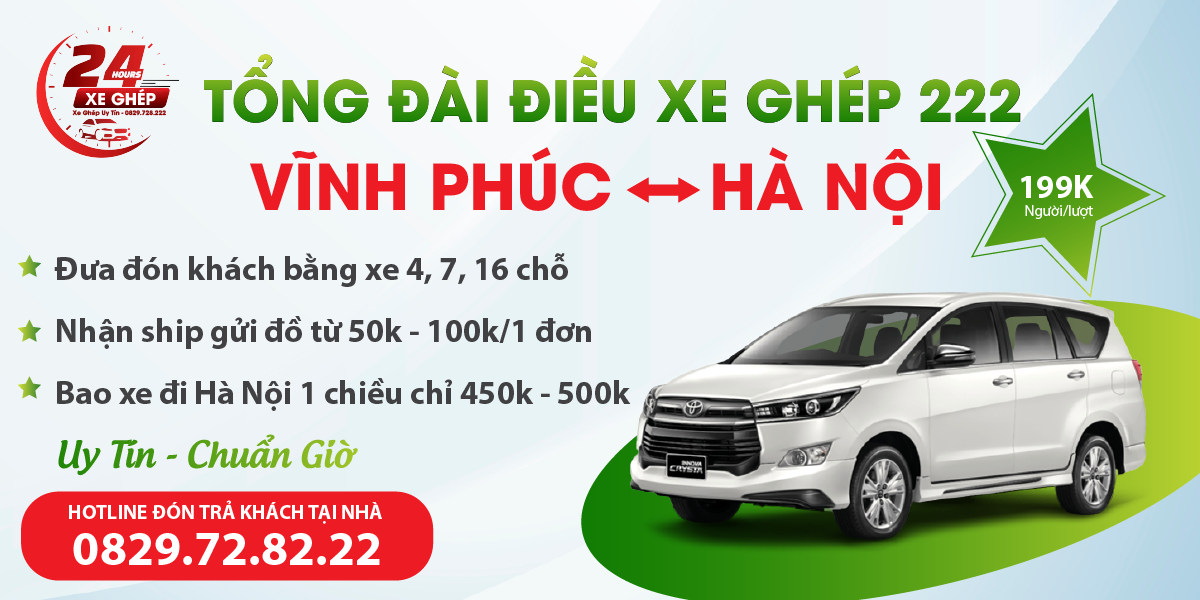 24
HOURS
XE GHÉP
Xe Ghép Uy Tín - 0829.728.222
TỔNG ĐÀI ĐIỀU XE GHÉP 222
VĨNH PHÚC ↔ HÀ NỘI
199K
Người/lượt
Đưa đón khách bằng xe 4, 7, 16 chỗ
Nhận ship gửi đồ từ 50k - 100k/1 đơn
Bao xe đi Hà Nội 1 chiều chỉ 450k - 500k
Uy Tín - Chuẩn Giờ
HOTLINE ĐÓN TRẢ KHÁCH TẠI NHÀ
0829.72.82.22
INNOVA
CRYSTA